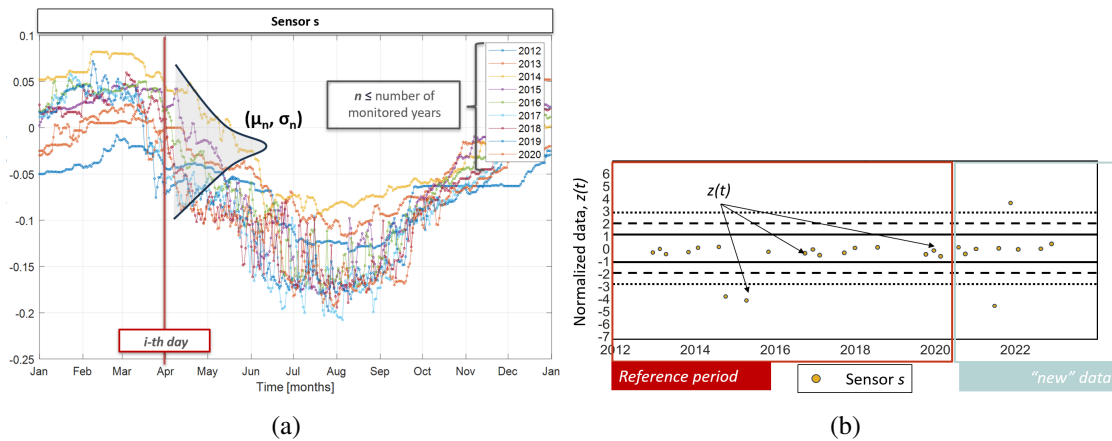 Sensor s
0.1
0.05
0
-0.05
-0.1
-0.15
-0.2
-0.25
Jan Feb Mar Apr May Jun Jul Aug Sep Oct Nov Dec Jan
Time [months]
(μn, σn)
n ≤ number of
monitored years
2012
2013
2014
2015
2016
2017
2018
2019
2020
i-th day
(a)
Normalized data, z(t)
6
5
4
3
2
1
0
-1
-2
-3
-4
-5
-6
-7
z(t)
2012 2014 2016 2018 2020 2022
Reference period
Sensor s
"new" data
(b)